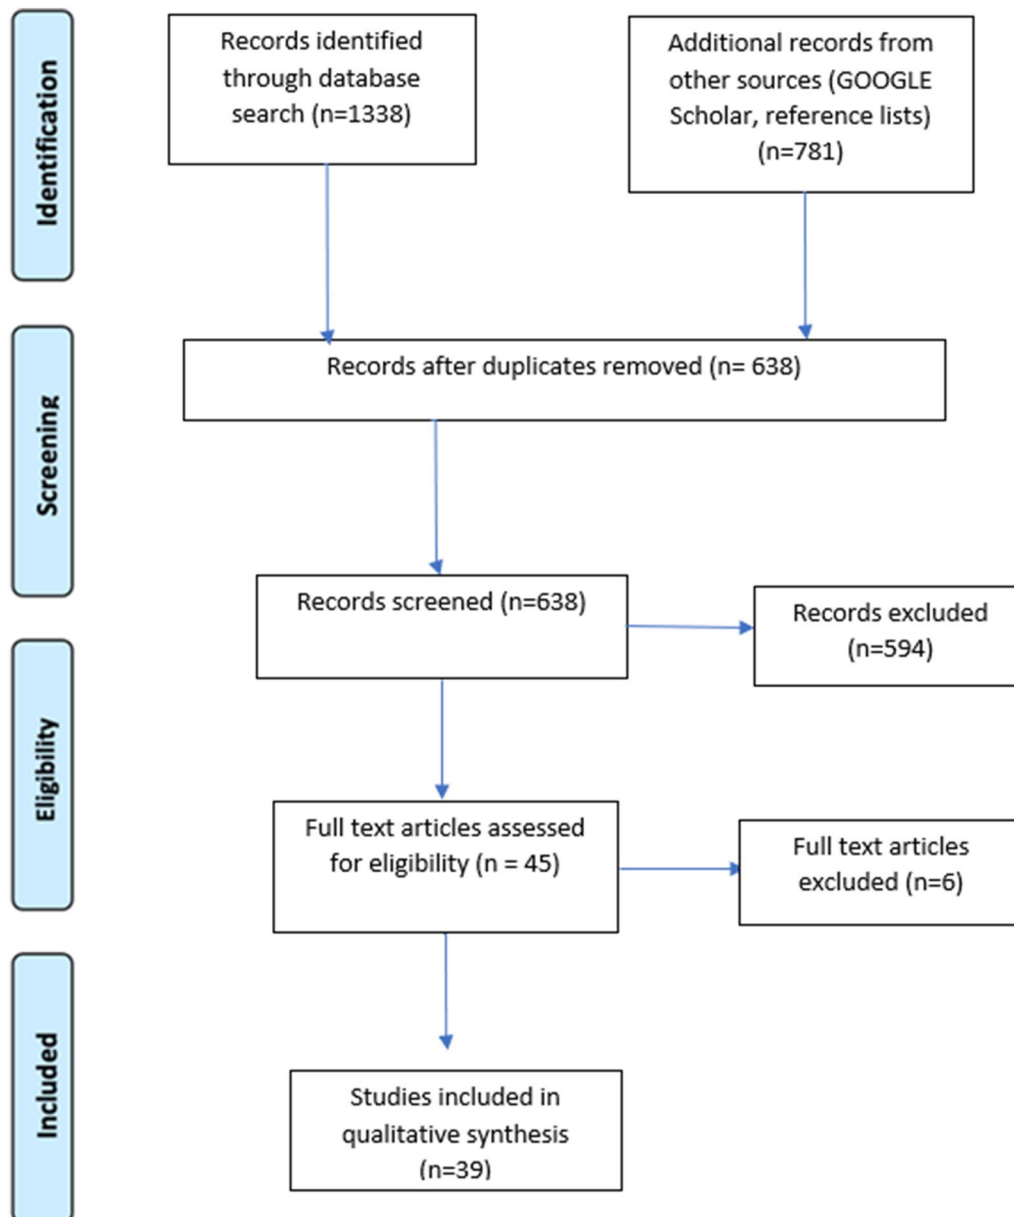 Identification
Records identified
through database
search (n=1338)
Additional records from
other sources (GOOGLE
Scholar, reference lists)
(n=781)
Screening
Records after duplicates removed (n= 638)
Records screened (n=638)
Records excluded
(n=594)
Eligibility
Full text articles assessed
for eligibility (n = 45)
Full text articles
excluded (n=6)
Included
Studies included in
qualitative synthesis
(n=39)